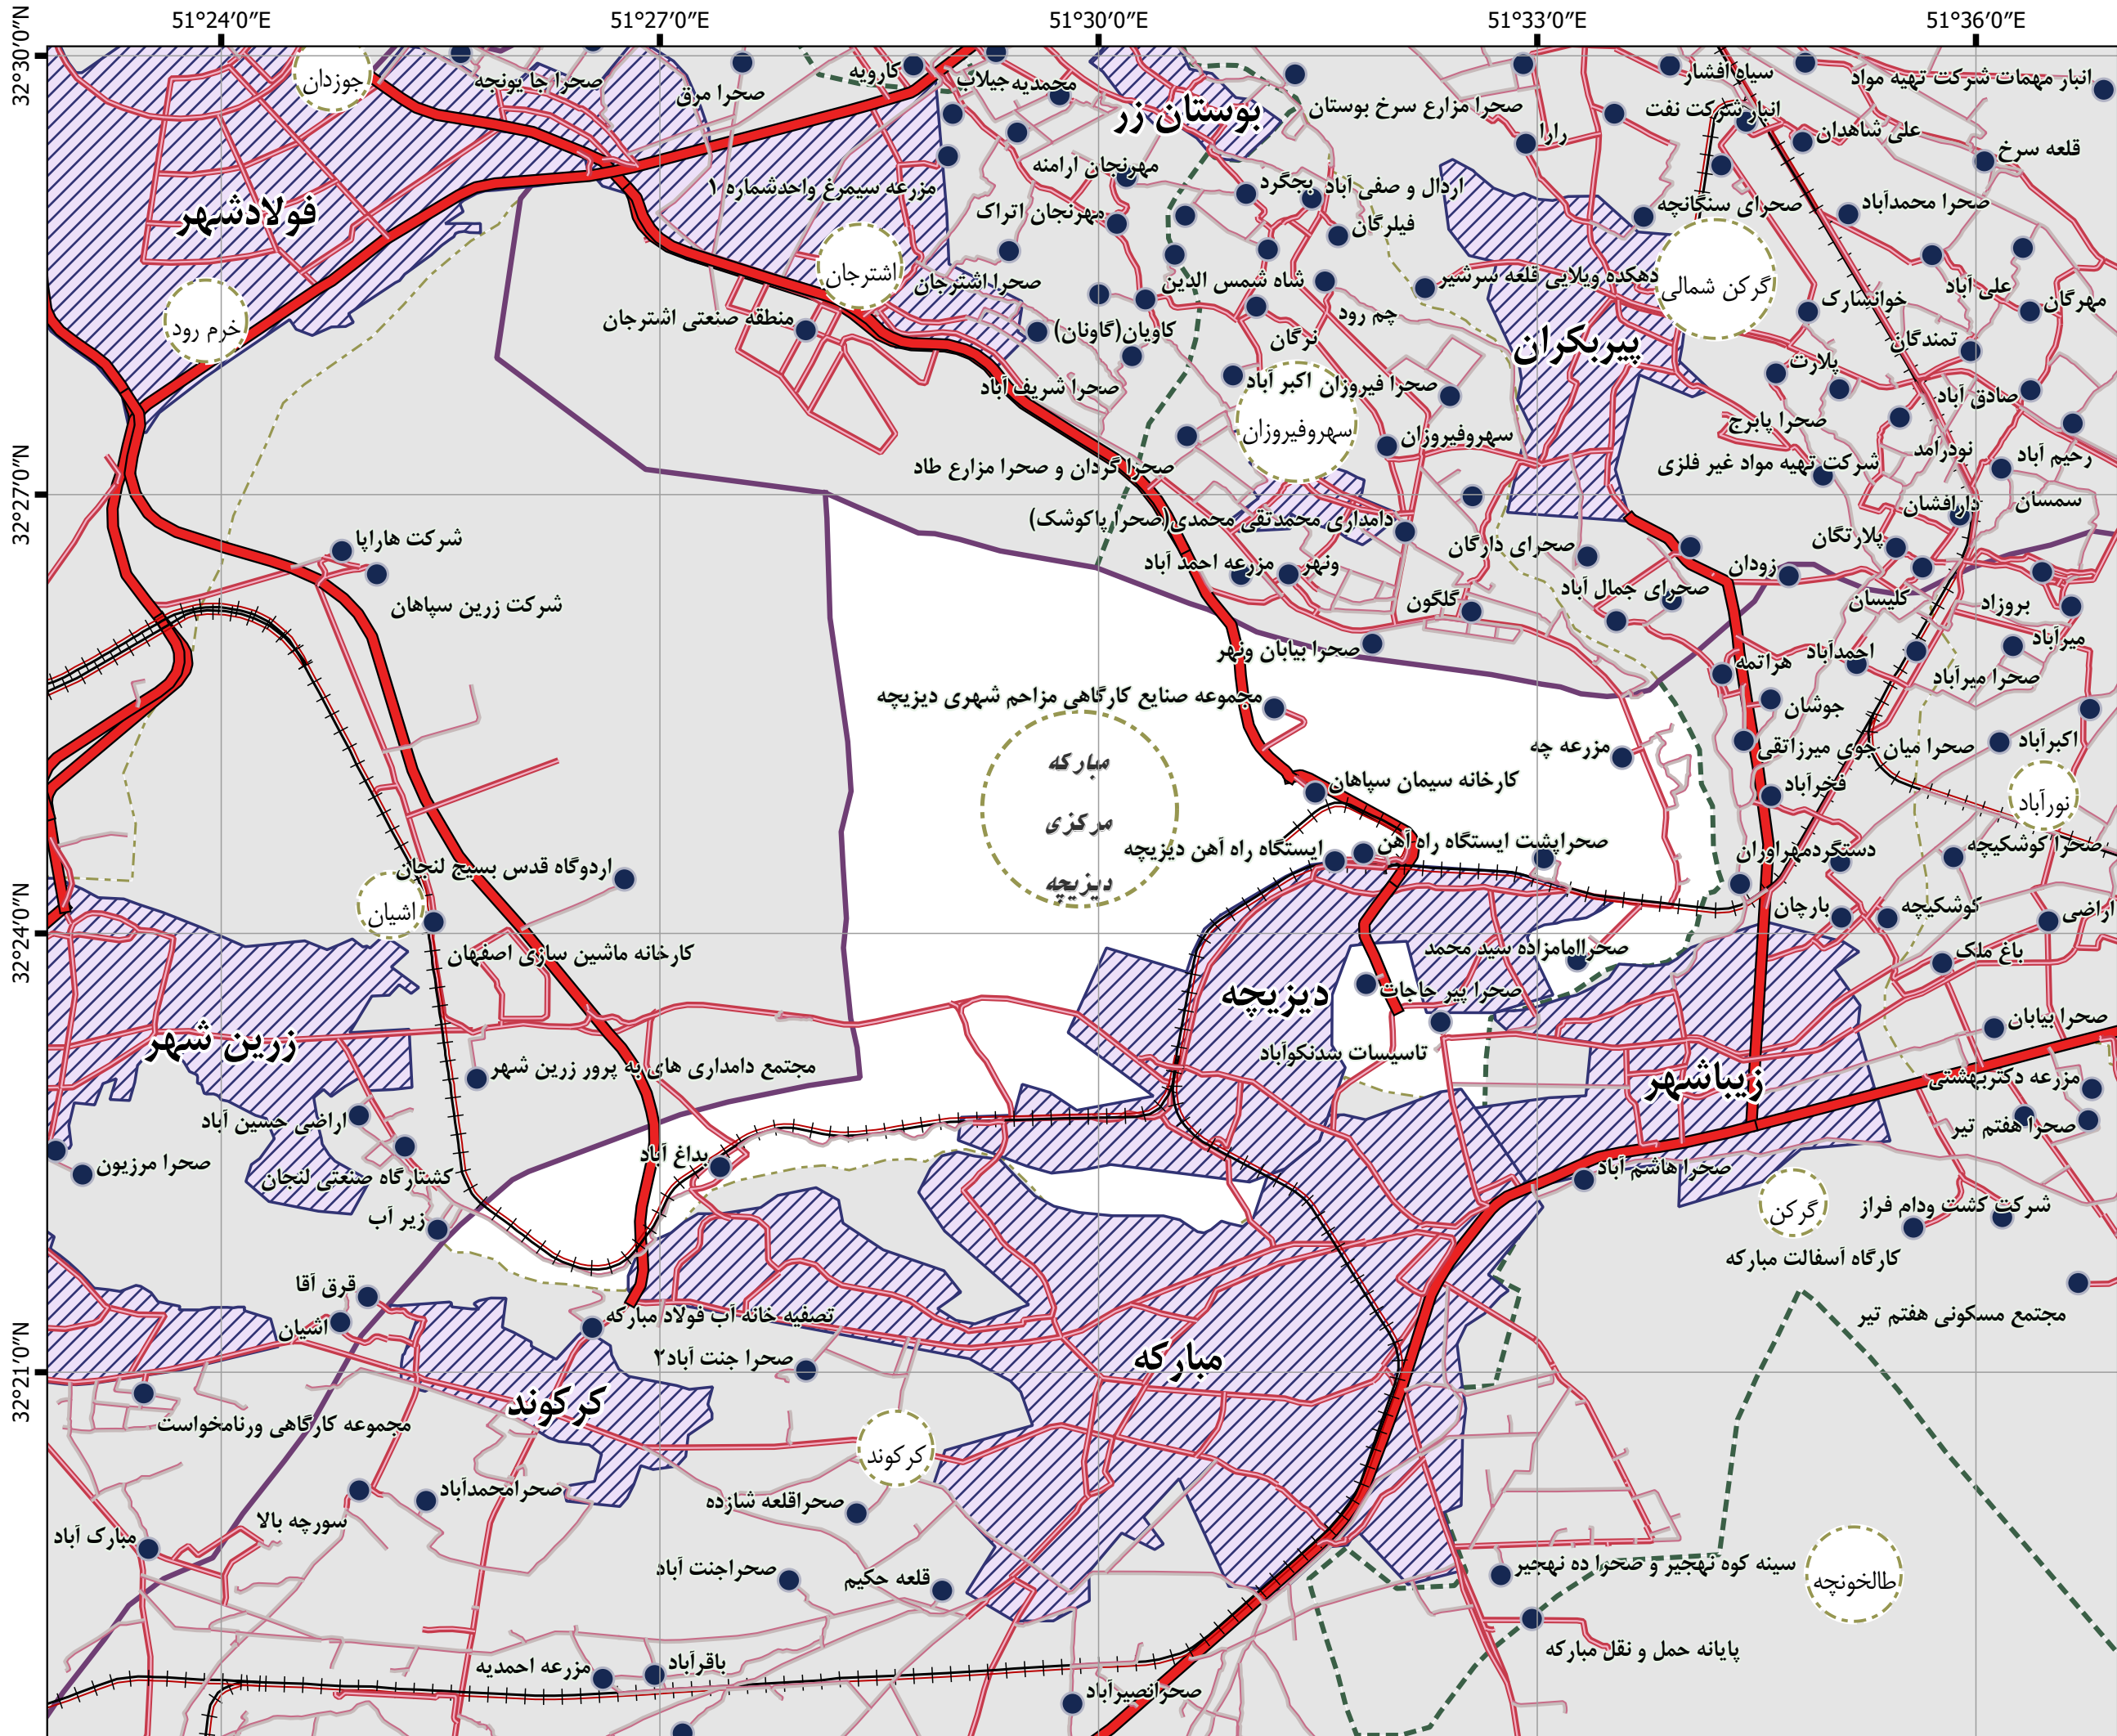 51°24′0″E
51°27′0″E
51°30′0″E
51°33′0″E
51°36′0″E
32°30′0″N
32°27′0″N
32°24′0″N
32°21′0″N
جوزدان
صحرا جا یونجه
صحرا مرق
کارویه
جیلاب
محمدیه
بوستان زر
صحرا مزارع سرخ بوستان
سیاه افشار
انبار مهمات شرکت تهیه مواد
انبار شرکت نفت
رارا
علی شاهدان
قلعه سرخ
فولادشهر
مزرعه سیمرغ واحدشماره ۱
مهرنجان ارامنه
مهرنجان اتراک
بجگرد
اردال و صفی آباد
فیلرگان
صحرای سنگانچه
صحرا محمدآباد
گرکن شمالی
خرم رود
اشترجان
صحرا اشترجان
منطقه صنعتی اشترجان
شاه شمس الدین
دهکده ویلایی قلعه سرشیر
چم رود
نرگان
کاویان(گاونان)
پیربکران
خوانسارک
علی آباد
مهرگان
تمندگان
پلارت
صادق آباد
صحرا شریف آباد
اکبر آباد
صحرا فیروزان
سهروفیروزان
سهروفیروزان
صحرا پابرج
نودرآمد
رحیم آباد
شرکت تهیه مواد غیر فلزی
صحرا گردان و صحرا مزارع طاد
دامداری محمدتقی محمدی(صحرا پاکوشک)
دارافشان
سمسان
پلارتگان
شرکت هاراپا
شرکت زرین سپاهان
مزرعه احمد آباد
ونهر
صحرای دارگان
زودان
صحرای جمال آباد
گلگون
کلیسان
بروزاد
میرآباد
صحرا بیابان ونهر
هراتمه
احمدآباد
صحرا میرآباد
مجموعه صنایع کارگاهی مزاحم شهری دیزیچه
جوشان
مزرعه چه
صحرا میان جوی میرزاتقی
اکبرآباد
مبارکه
مرکزی
دیزیچه
کارخانه سیمان سپاهان
فخرآباد
نورآباد
ایستگاه راه آهن دیزیچه
صحراپشت ایستگاه راه آهن
دستگردمهراوران
صحرا کوشکیچه
اردوگاه قدس بسیج لنجان
اشیان
بارچان
کوشکیچه
اراضی
کارخانه ماشین سازی اصفهان
صحراامامزاده سید محمد
باغ ملک
دیزیچه
صحرا پیر حاجات
صحرا بیابان
زرین شهر
تاسیسات سدنکوآباد
زیباشهر
مزرعه دکتربهشتی
مجتمع دامداری های به پرور زرین شهر
اراضی حسین آباد
صحرا هفتم تیر
صحرا مرزیون
بداغ آباد
صحرا هاشم آباد
کشتارگاه صنعتی لنجان
زیر آب
گرکن
شرکت کشت ودام فراز
کارگاه آسفالت مبارکه
مجتمع مسکونی هفتم تیر
قرق آقا
اشیان
تصفیه خانه آب فولاد مبارکه
صحرا جنت آباد۲
مبارکه
کرکوند
مجموعه کارگاهی ورنامخواست
کرکوند
صحرامحمدآباد
صحراقلعه شازده
سورچه بالا
مبارک آباد
صحراجنت آباد
قلعه حکیم
سینه کوه نهجیر و صحرا ده نهجیر
طالخونچه
پایانه حمل و نقل مبارکه
مزرعه احمدیه
باقرآباد
صحرانصیرآباد